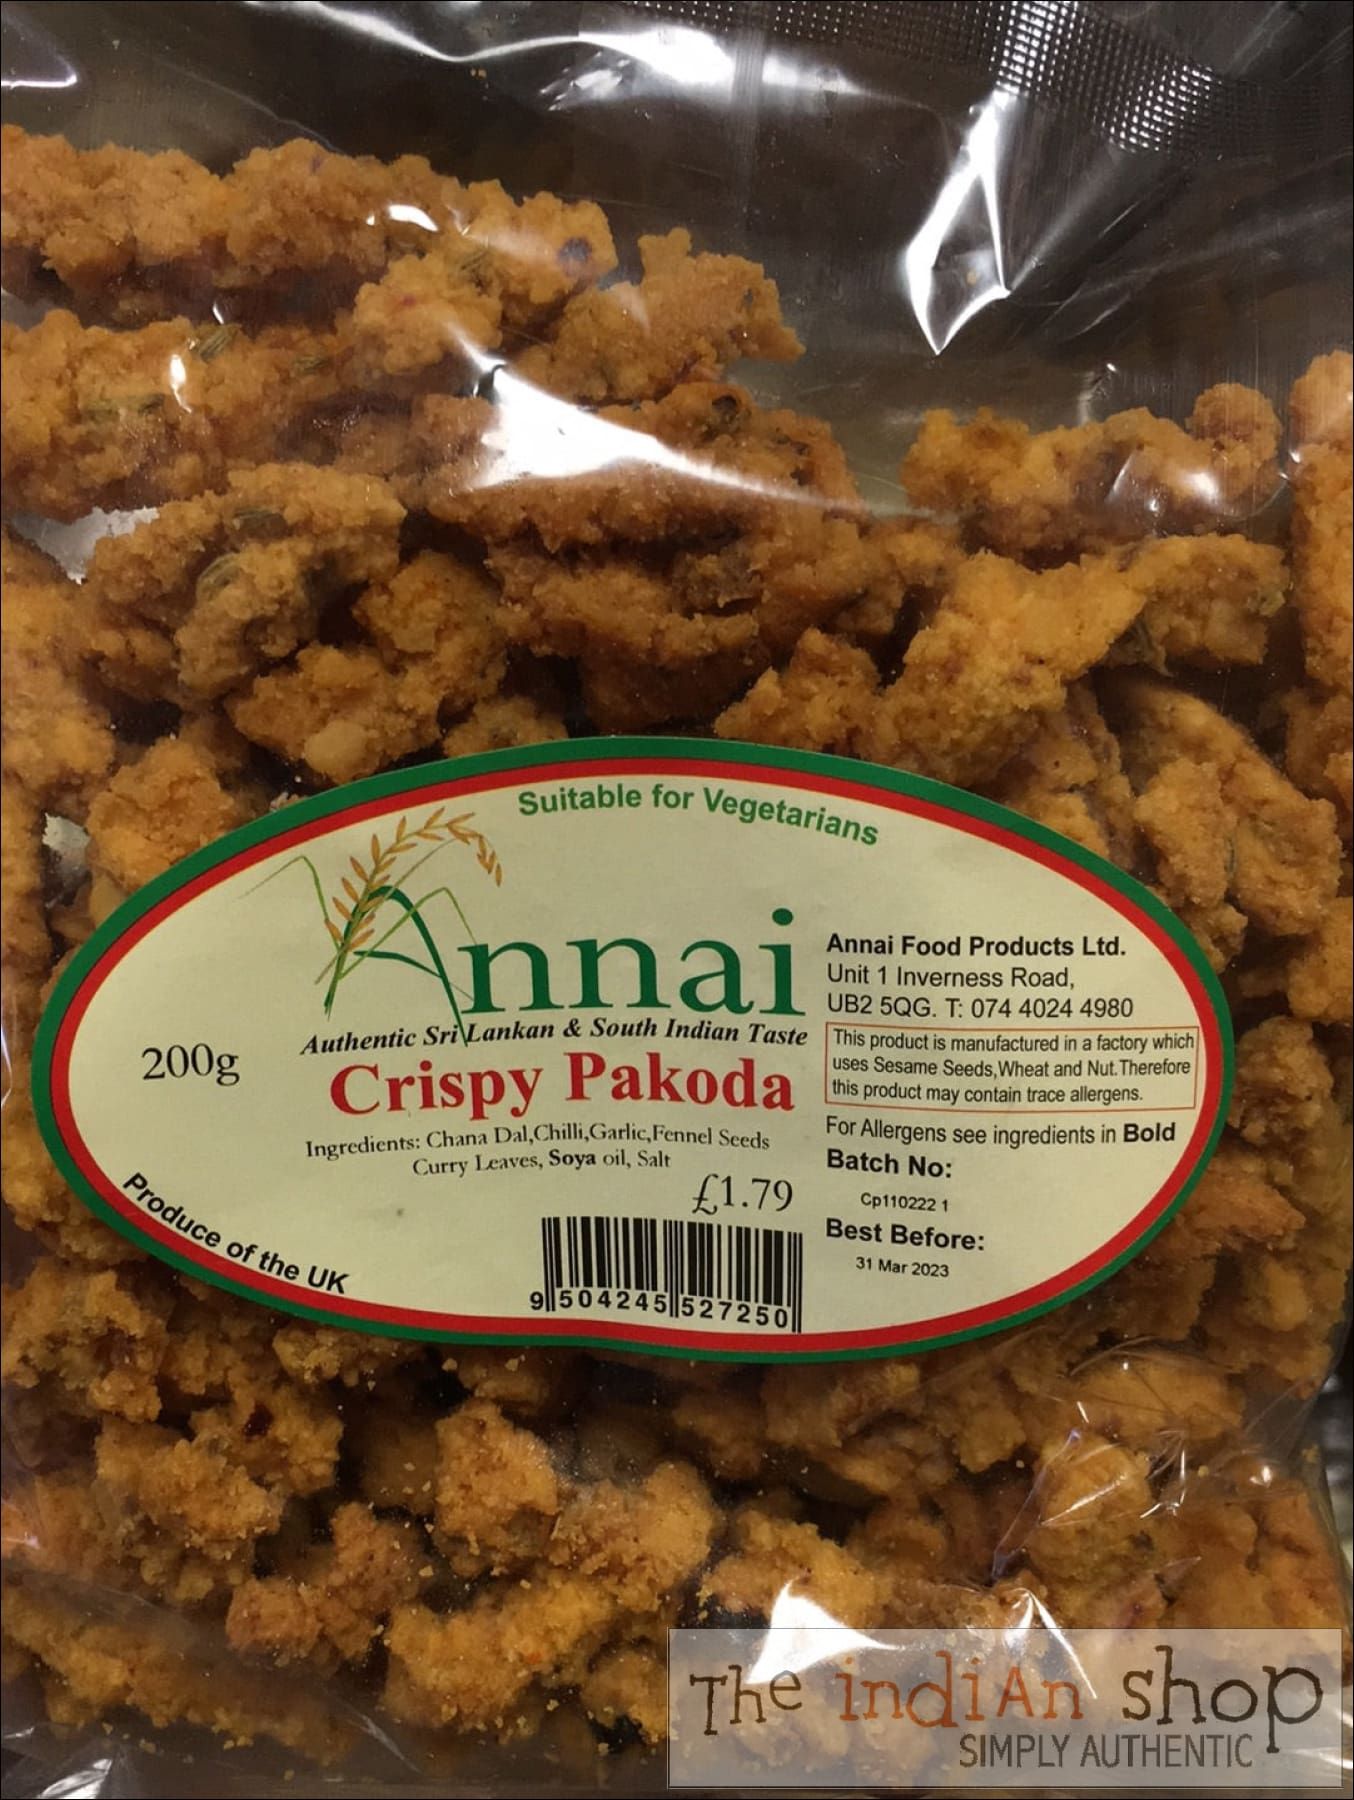 Suitable for Vegetarians
Annai
Authentic Sri Lankan & South Indian Taste
200g
Crispy Pakoda
Ingredients: Chana Dal,Chilli,Garlic,Fennel Seeds
Curry Leaves, Soya oil, Salt
£1.79
Produce of the UK
9 504245 527250
Annai Food Products Ltd.
Unit 1 Inverness Road,
UB2 5QG. T: 074 4024 4980
This product is manufactured in a factory which
uses Sesame Seeds,Wheat and Nut.Therefore
this product may contain trace allergens.
For Allergens see ingredients in Bold
Batch No:
Cp110222 1
Best Before:
31 Mar 2023
The indiAn shop
SIMPLY AUTHENTIC